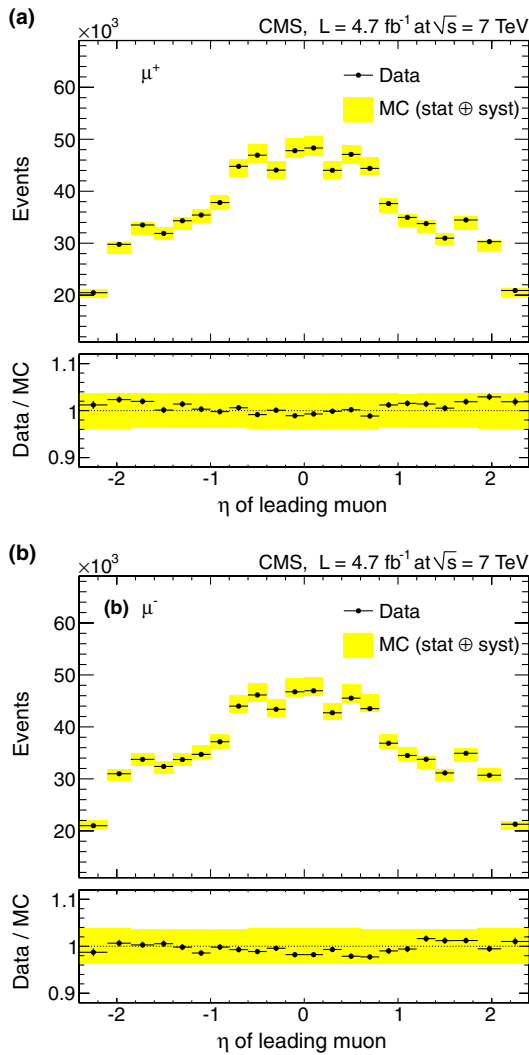 (a)
×10³ CMS, L = 4.7 fb⁻¹ at √s = 7 TeV
μ⁺
Data
MC (stat ⊕ syst)
Events
60
50
40
30
20
Data / MC
1.1
1
0.9
-2 -1 0 1 2
η of leading muon
(b)
×10³ CMS, L = 4.7 fb⁻¹ at √s = 7 TeV
(b) μ⁻
Data
MC (stat ⊕ syst)
Events
60
50
40
30
20
Data / MC
1.1
1
0.9
-2 -1 0 1 2
η of leading muon